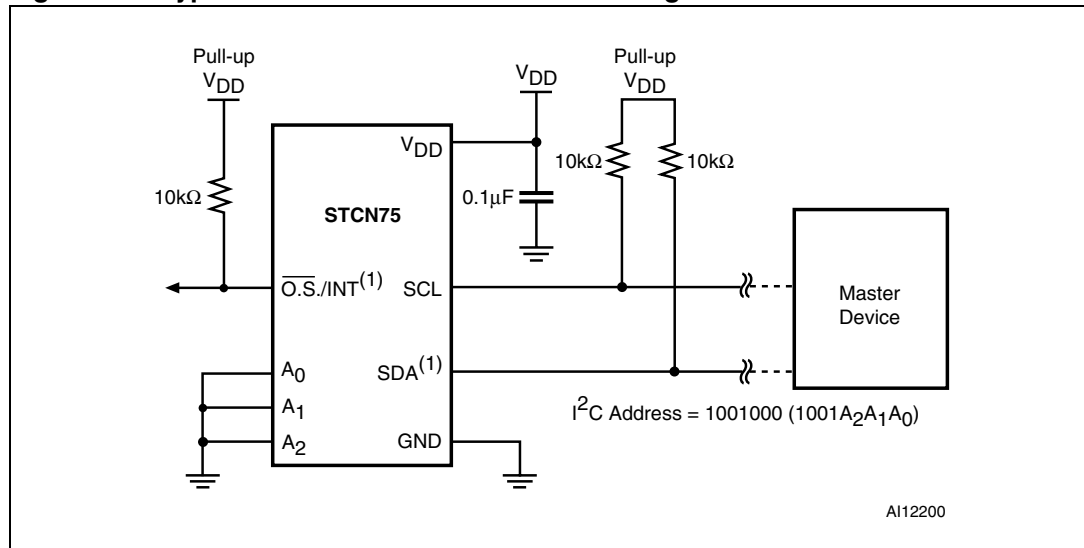 Pull-up
VDD
10kΩ
STCN75
VDD
O.S./INT(1)
SCL
A0
A1
A2
SDA(1)
GND
VDD
0.1μF
Pull-up
VDD
10kΩ
10kΩ
Master
Device
I2C Address = 1001000 (1001A2A1A0)
AI12200